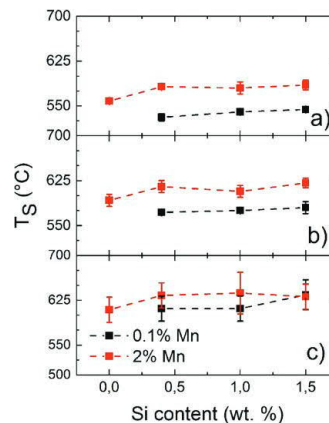 700
625
550
a)
700
625
550
b)
700
625
550
500
c)
T_S (°C)
0.1% Mn
2% Mn
0,0 0,5 1,0 1,5
Si content (wt. %)